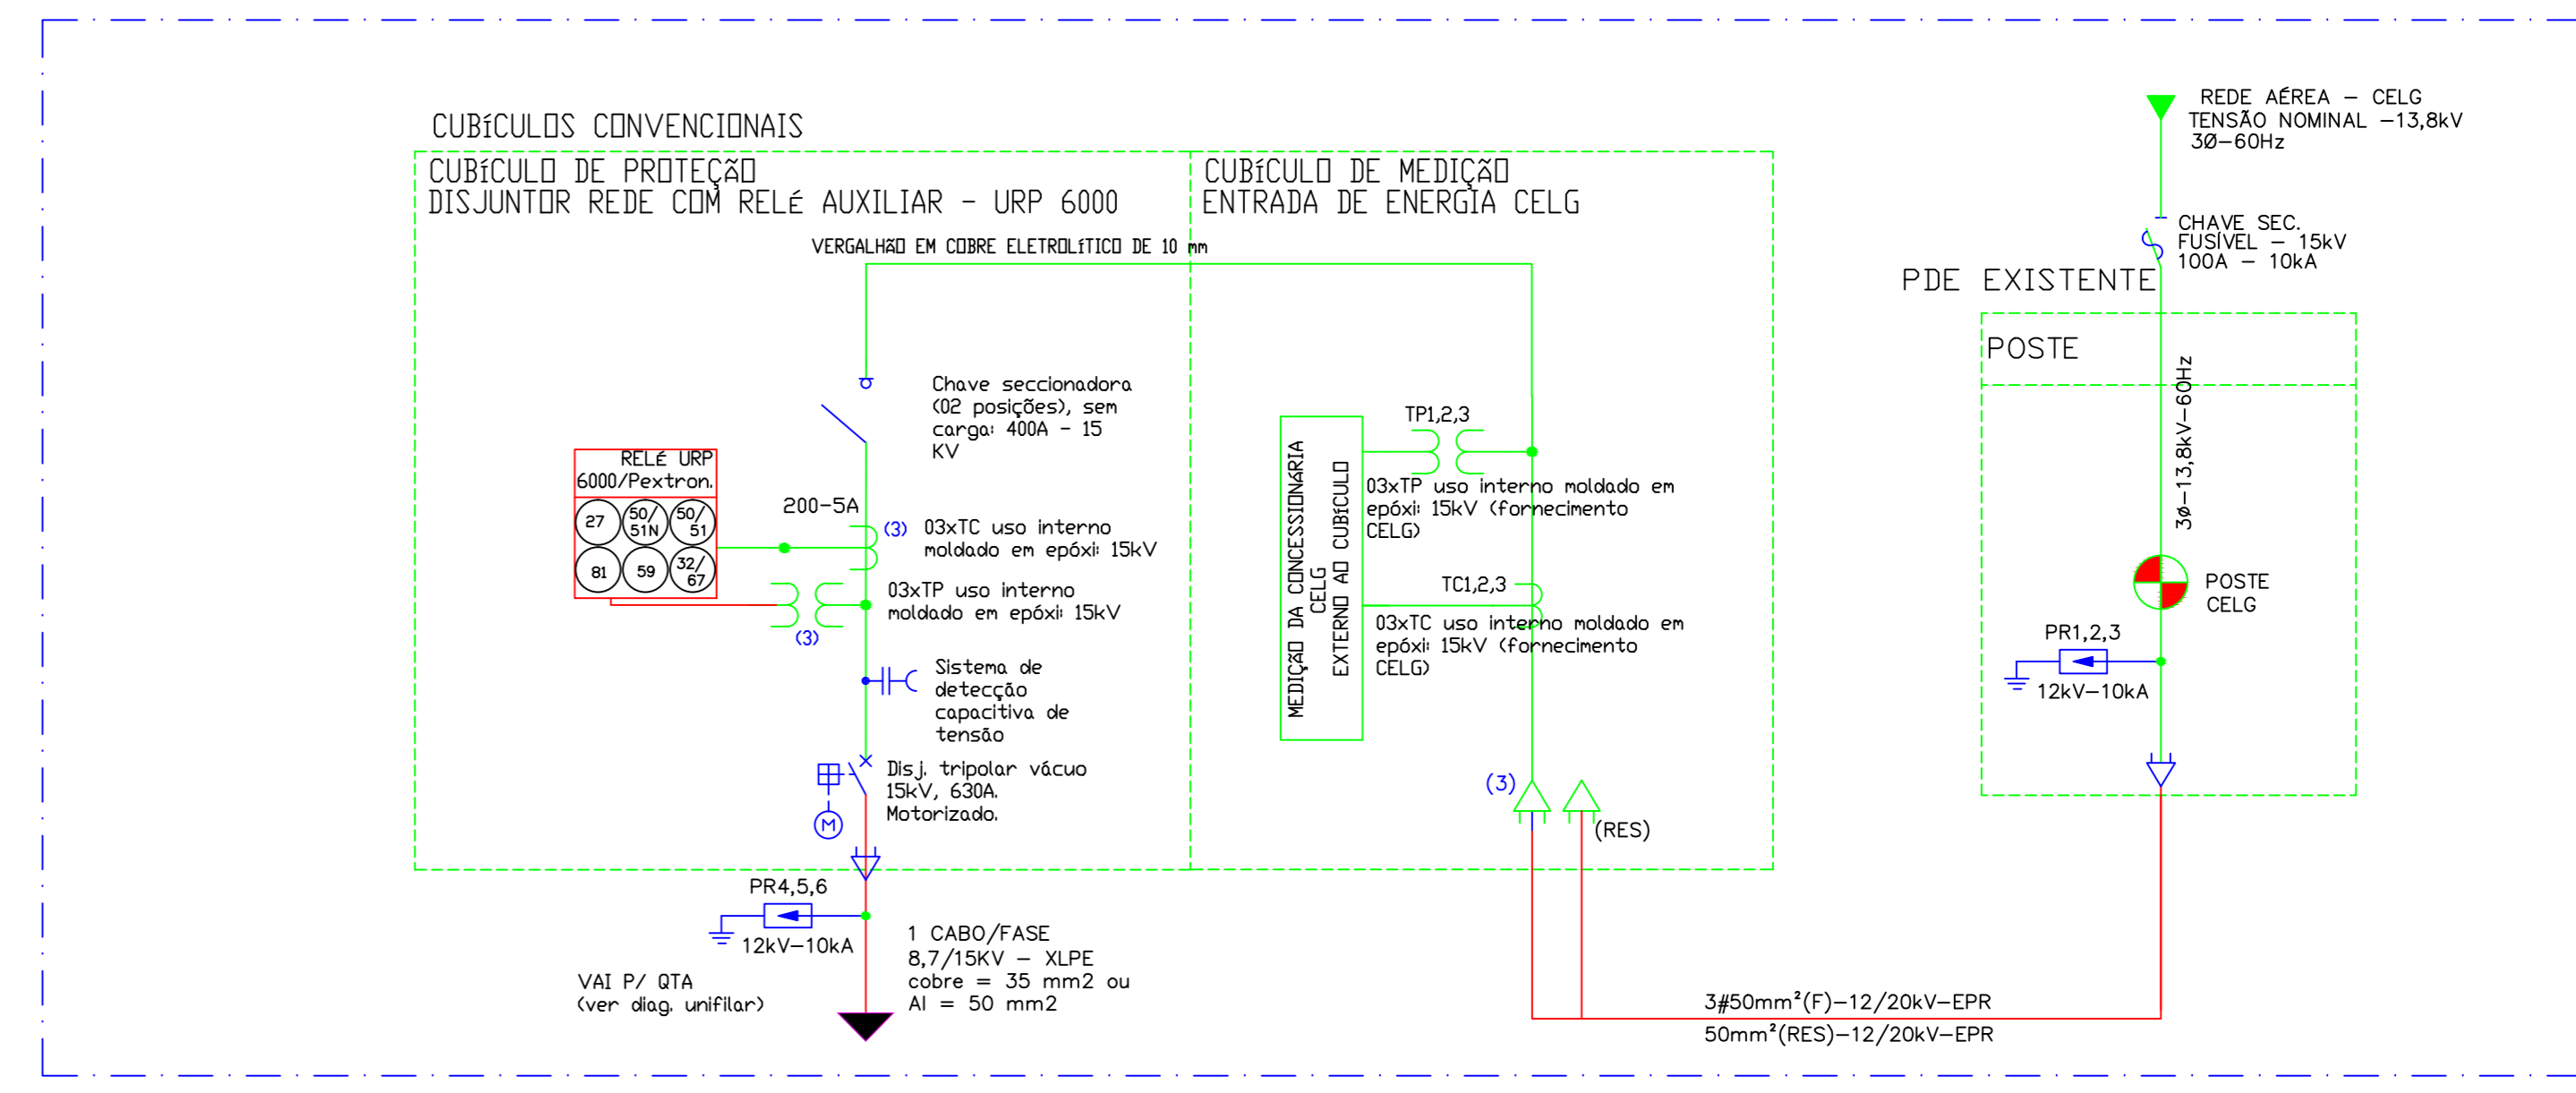 CUBíCULOS CONVENCIONAIS
CUBíCULO DE PROTEÇÃO
DISJUNTOR REDE COM RELé AUXILIAR - URP 6000
CUBíCULO DE MEDIÇÃO
ENTRADA DE ENERGIA CELG
VERGALHÃO EM COBRE ELETROLíTICO DE 10 mm
Chave seccionadora
(02 posições), sem
carga: 400A - 15
KV
RELé URP
6000/Pextron.
27
50/
51N
50/
51
81
59
32/
67
200-5A
(3)
03xTC uso interno
moldado em epóxi: 15kV
03xTP uso interno
moldado em epóxi: 15kV
(3)
Sistema de
detecção
capacitiva de
tensão
Disj. tripolar vácuo
15kV, 630A.
Motorizado.
M
PR4,5,6
12kV-10kA
VAI P/ QTA
(ver diag. unifilar)
1 CABO/FASE
8,7/15KV - XLPE
cobre = 35 mm2 ou
Al = 50 mm2
MEDIÇÃO DA CONCESSIONÁRIA
CELG
EXTERNO AO CUBíCULO
TP1,2,3
03xTP uso interno moldado em
epóxi: 15kV (fornecimento
CELG)
TC1,2,3
03xTC uso interno moldado em
epóxi: 15kV (fornecimento
CELG)
(3)
(RES)
3#50mm²(F)-12/20kV-EPR
50mm²(RES)-12/20kV-EPR
REDE AÉREA - CELG
TENSÃO NOMINAL -13,8kV
3Ø-60Hz
CHAVE SEC.
FUSÍVEL - 15kV
100A - 10kA
PDE EXISTENTE
POSTE
3Ø-13,8kV-60Hz
POSTE
CELG
PR1,2,3
12kV-10kA